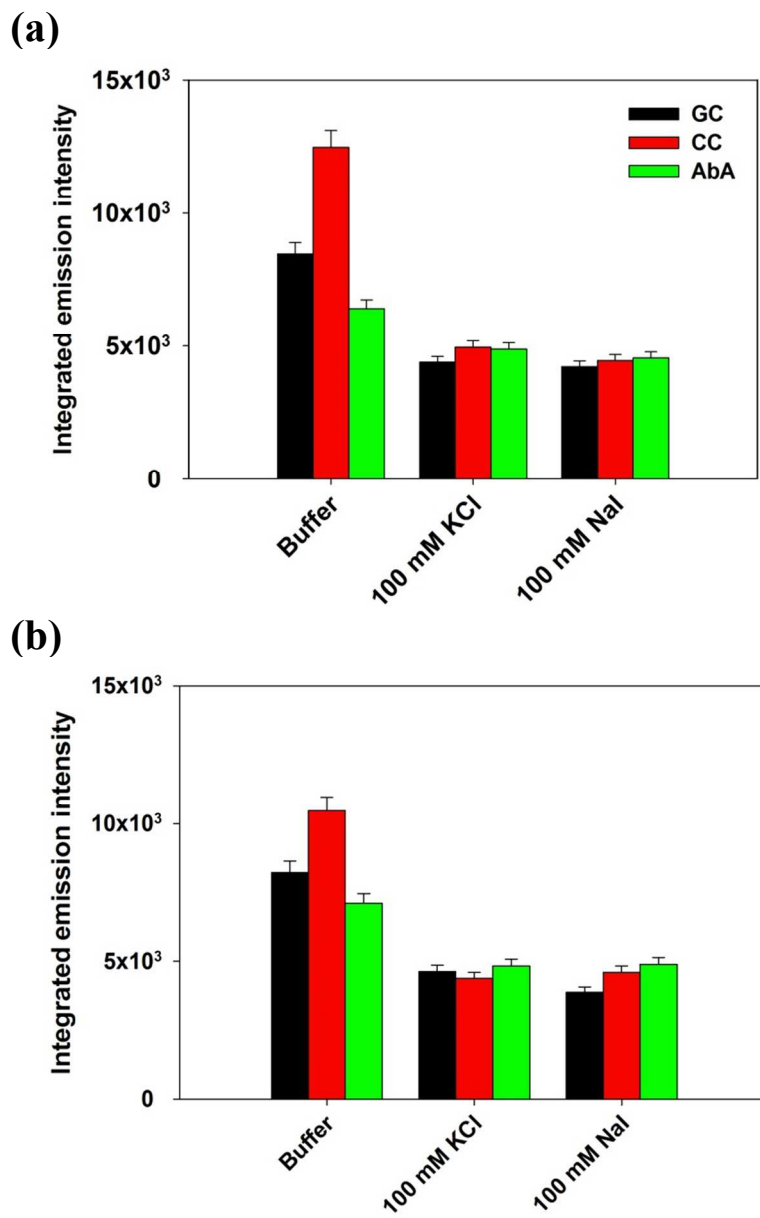 (a)
15x10³
10x10³
5x10³
0
Integrated emission intensity
GC
CC
AbA
Buffer
100 mM KCl
100 mM NaI
(b)
15x10³
10x10³
5x10³
0
Integrated emission intensity
Buffer
100 mM KCl
100 mM NaI